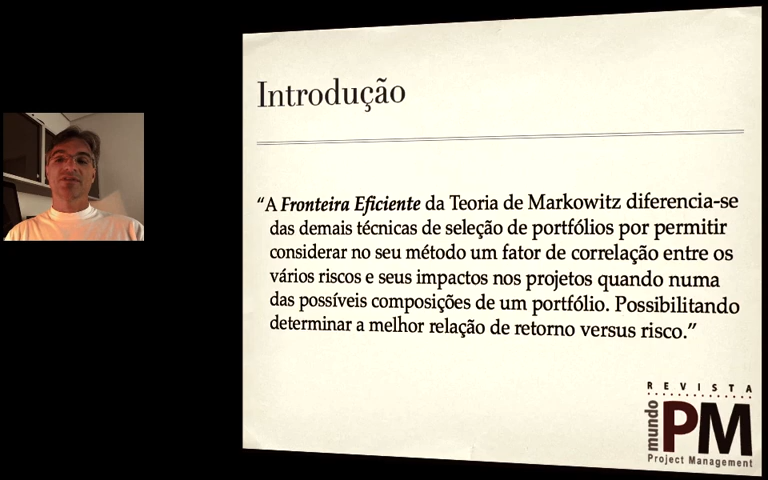 Introdução
“A Fronteira Eficiente da Teoria de Markowitz diferencia-se
das demais técnicas de seleção de portfólios por permitir
considerar no seu método um fator de correlação entre os
vários riscos e seus impactos nos projetos quando numa
das possíveis composições de um portfólio. Possibilitando
determinar a melhor relação de retorno versus risco.”
REVISTA
mundo
PM
Project Management